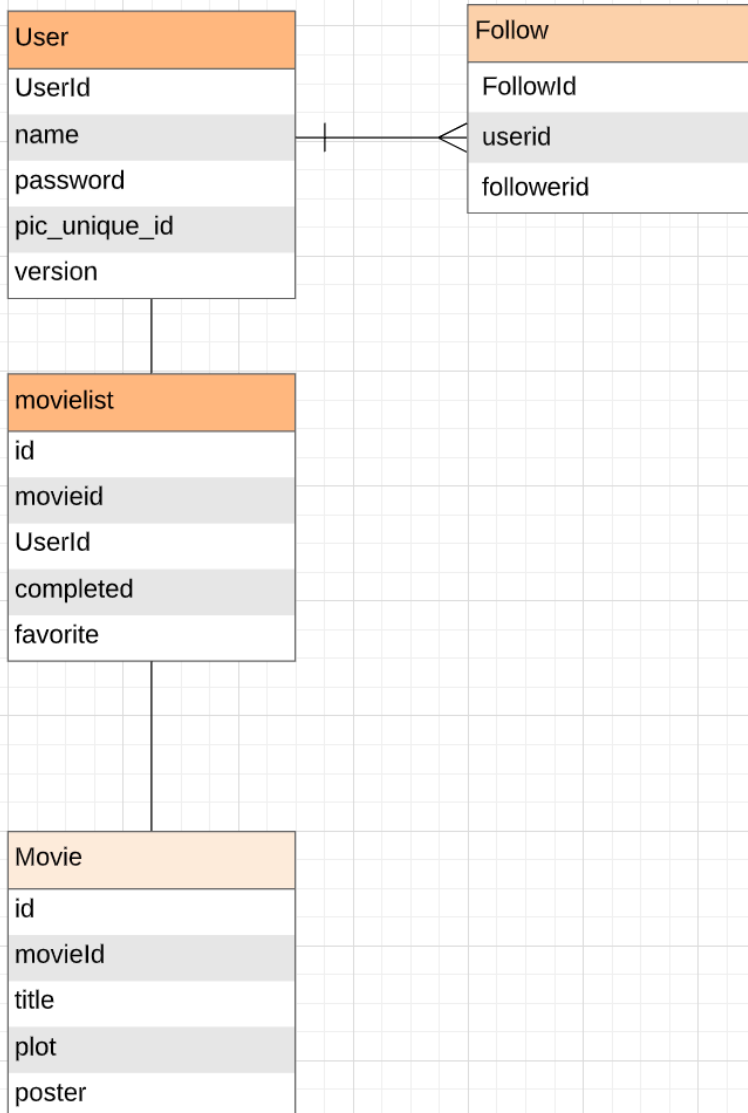 User
UserId
name
password
pic_unique_id
version
Follow
FollowId
userid
followerid
movielist
id
movieid
UserId
completed
favorite
Movie
id
movieId
title
plot
poster